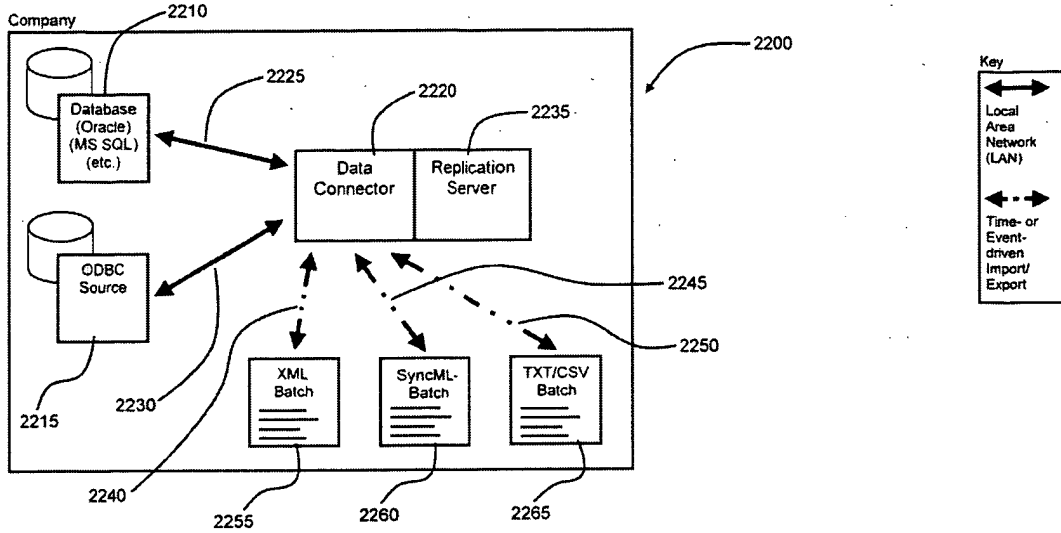 Company
2210
2200
2225
2220
2235
Database
(Oracle)
(MS SQL)
(etc.)
Data
Connector
Replication
Server
ODBC
Source
2245
2250
XML
Batch
SyncML-
Batch
TXT/CSV
Batch
2215
2230
2240
2255
2260
2265
Key
Local
Area
Network
(LAN)
Time- or
Event-
driven
Import/
Export